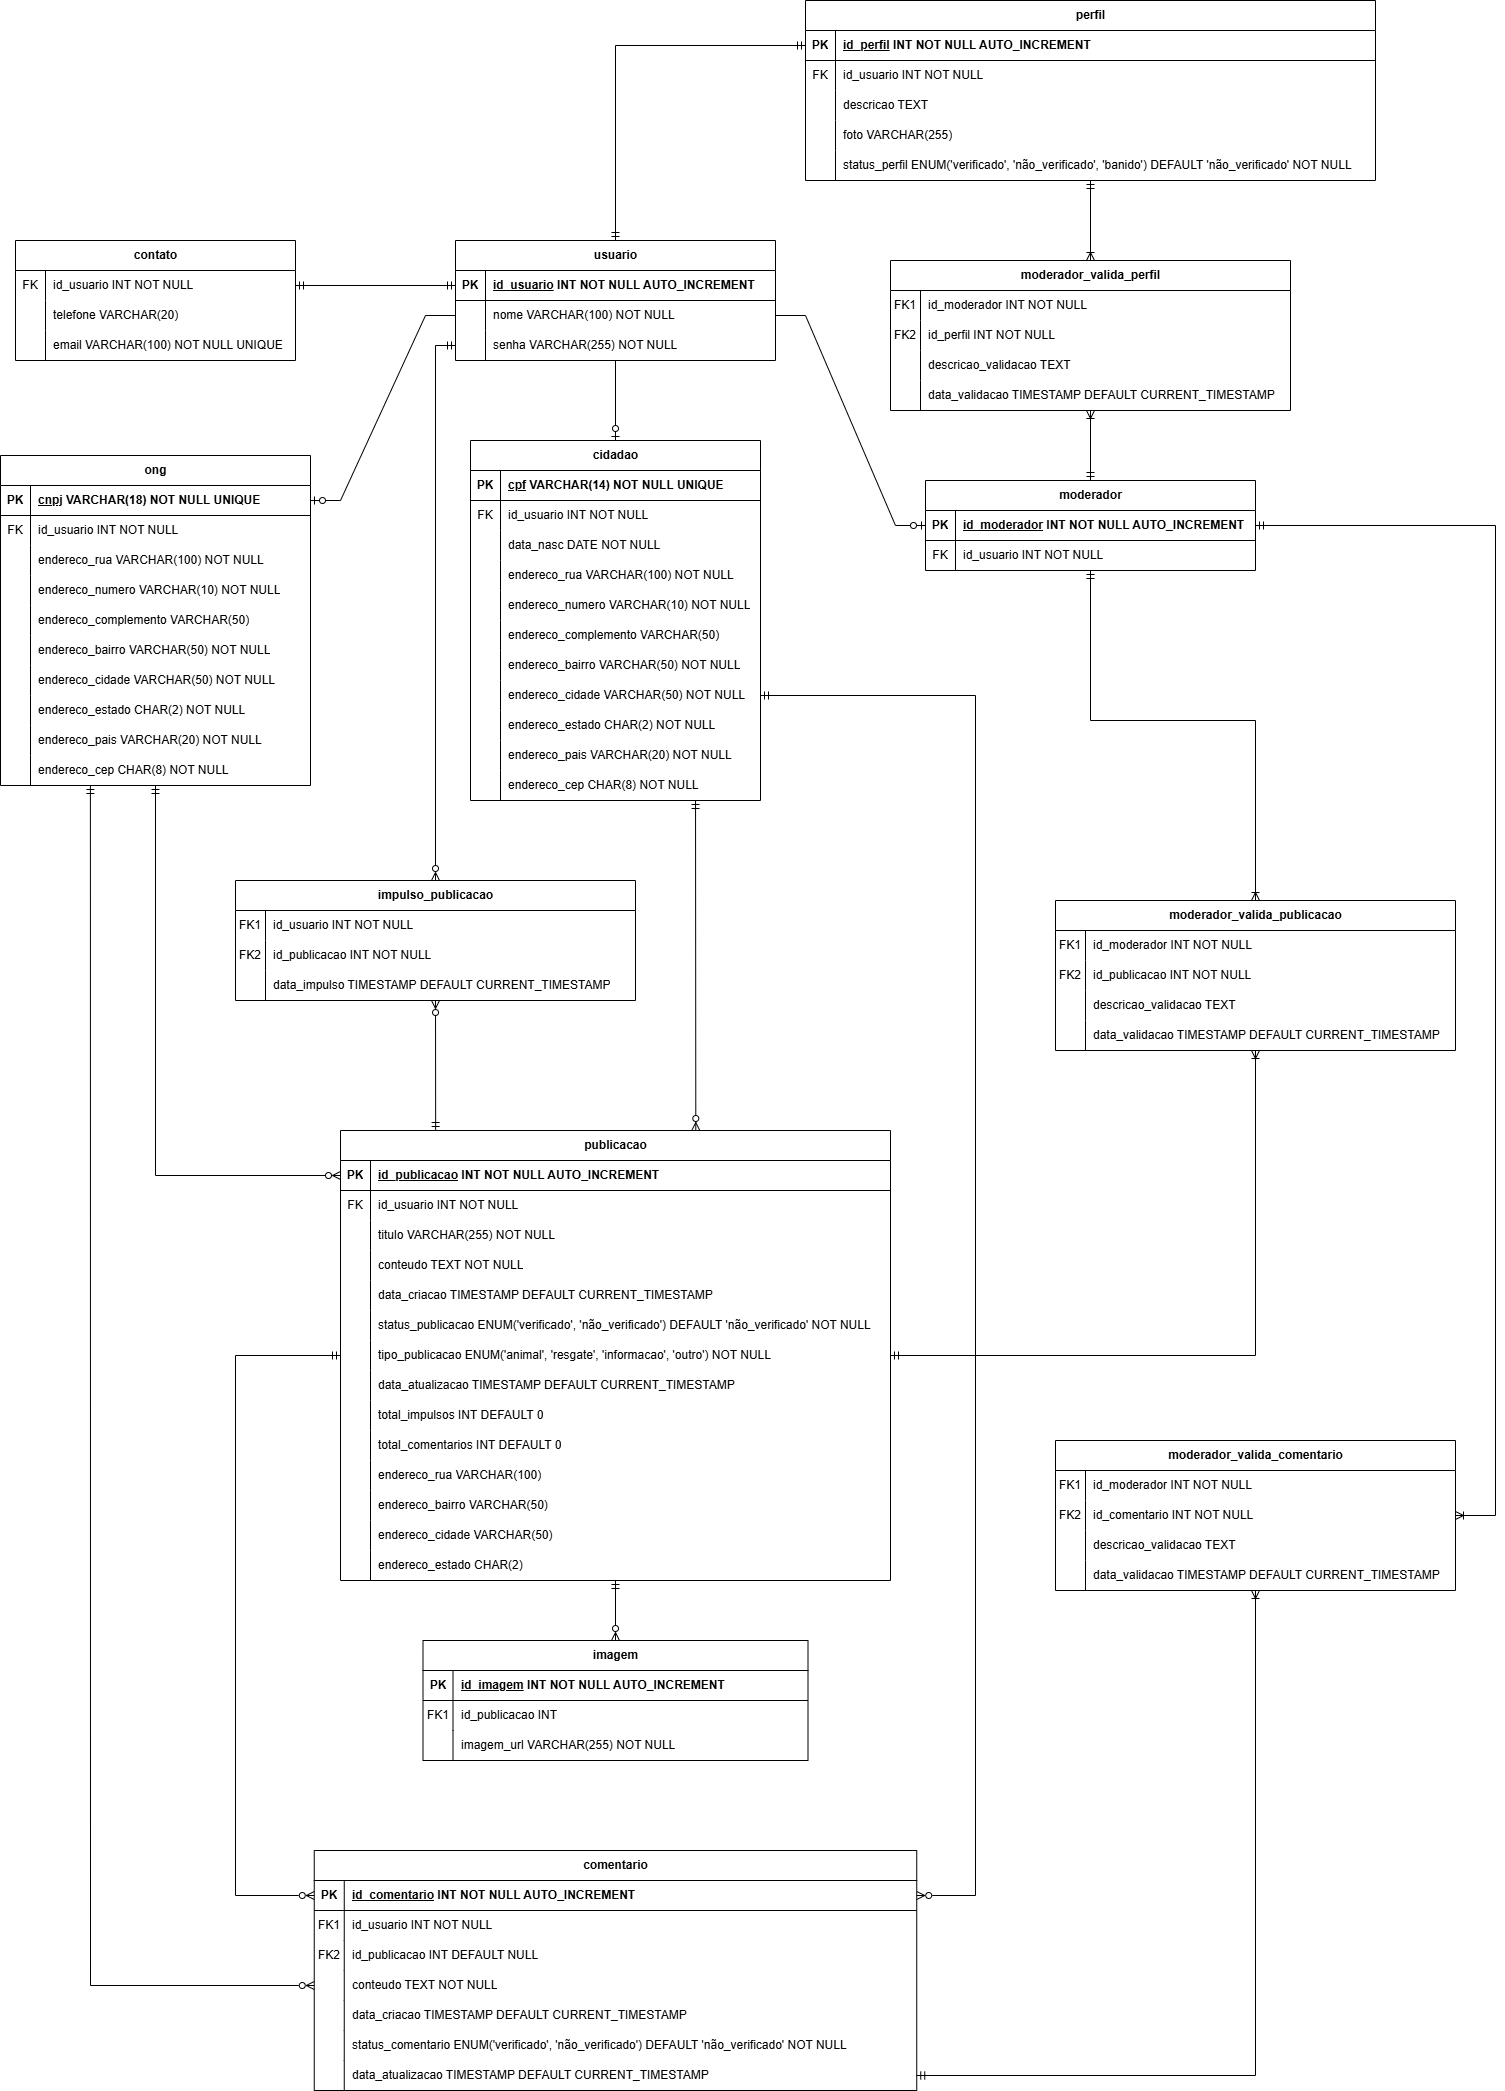 perfil
PK id_perfil INT NOT NULL AUTO_INCREMENT
FK id_usuario INT NOT NULL
descricao TEXT
foto VARCHAR(255)
status_perfil ENUM('verificado', 'não_verificado', 'banido') DEFAULT 'não_verificado' NOT NULL
contato
FK id_usuario INT NOT NULL
telefone VARCHAR(20)
email VARCHAR(100) NOT NULL UNIQUE
usuario
PK id_usuario INT NOT NULL AUTO_INCREMENT
nome VARCHAR(100) NOT NULL
senha VARCHAR(255) NOT NULL
moderador_valida_perfil
FK1 id_moderador INT NOT NULL
FK2 id_perfil INT NOT NULL
descricao_validacao TEXT
data_validacao TIMESTAMP DEFAULT CURRENT_TIMESTAMP
ong
PK cnpj VARCHAR(18) NOT NULL UNIQUE
FK id_usuario INT NOT NULL
endereco_rua VARCHAR(100) NOT NULL
endereco_numero VARCHAR(10) NOT NULL
endereco_complemento VARCHAR(50)
endereco_bairro VARCHAR(50) NOT NULL
endereco_cidade VARCHAR(50) NOT NULL
endereco_estado CHAR(2) NOT NULL
endereco_pais VARCHAR(20) NOT NULL
endereco_cep CHAR(8) NOT NULL
cidadao
PK cpf VARCHAR(14) NOT NULL UNIQUE
FK id_usuario INT NOT NULL
data_nasc DATE NOT NULL
endereco_rua VARCHAR(100) NOT NULL
endereco_numero VARCHAR(10) NOT NULL
endereco_complemento VARCHAR(50)
endereco_bairro VARCHAR(50) NOT NULL
endereco_cidade VARCHAR(50) NOT NULL
endereco_estado CHAR(2) NOT NULL
endereco_pais VARCHAR(20) NOT NULL
endereco_cep CHAR(8) NOT NULL
moderador
PK id_moderador INT NOT NULL AUTO_INCREMENT
FK id_usuario INT NOT NULL
impulso_publicacao
FK1 id_usuario INT NOT NULL
FK2 id_publicacao INT NOT NULL
data_impulso TIMESTAMP DEFAULT CURRENT_TIMESTAMP
moderador_valida_publicacao
FK1 id_moderador INT NOT NULL
FK2 id_publicacao INT NOT NULL
descricao_validacao TEXT
data_validacao TIMESTAMP DEFAULT CURRENT_TIMESTAMP
publicacao
PK id_publicacao INT NOT NULL AUTO_INCREMENT
FK id_usuario INT NOT NULL
titulo VARCHAR(255) NOT NULL
conteudo TEXT NOT NULL
data_criacao TIMESTAMP DEFAULT CURRENT_TIMESTAMP
status_publicacao ENUM('verificado', 'não_verificado') DEFAULT 'não_verificado' NOT NULL
tipo_publicacao ENUM('animal', 'resgate', 'informacao', 'outro') NOT NULL
data_atualizacao TIMESTAMP DEFAULT CURRENT_TIMESTAMP
total_impulsos INT DEFAULT 0
total_comentarios INT DEFAULT 0
endereco_rua VARCHAR(100)
endereco_bairro VARCHAR(50)
endereco_cidade VARCHAR(50)
endereco_estado CHAR(2)
moderador_valida_comentario
FK1 id_moderador INT NOT NULL
FK2 id_comentario INT NOT NULL
descricao_validacao TEXT
data_validacao TIMESTAMP DEFAULT CURRENT_TIMESTAMP
imagem
PK id_imagem INT NOT NULL AUTO_INCREMENT
FK1 id_publicacao INT
imagem_url VARCHAR(255) NOT NULL
comentario
PK id_comentario INT NOT NULL AUTO_INCREMENT
FK1 id_usuario INT NOT NULL
FK2 id_publicacao INT DEFAULT NULL
conteudo TEXT NOT NULL
data_criacao TIMESTAMP DEFAULT CURRENT_TIMESTAMP
status_comentario ENUM('verificado', 'não_verificado') DEFAULT 'não_verificado' NOT NULL
data_atualizacao TIMESTAMP DEFAULT CURRENT_TIMESTAMP